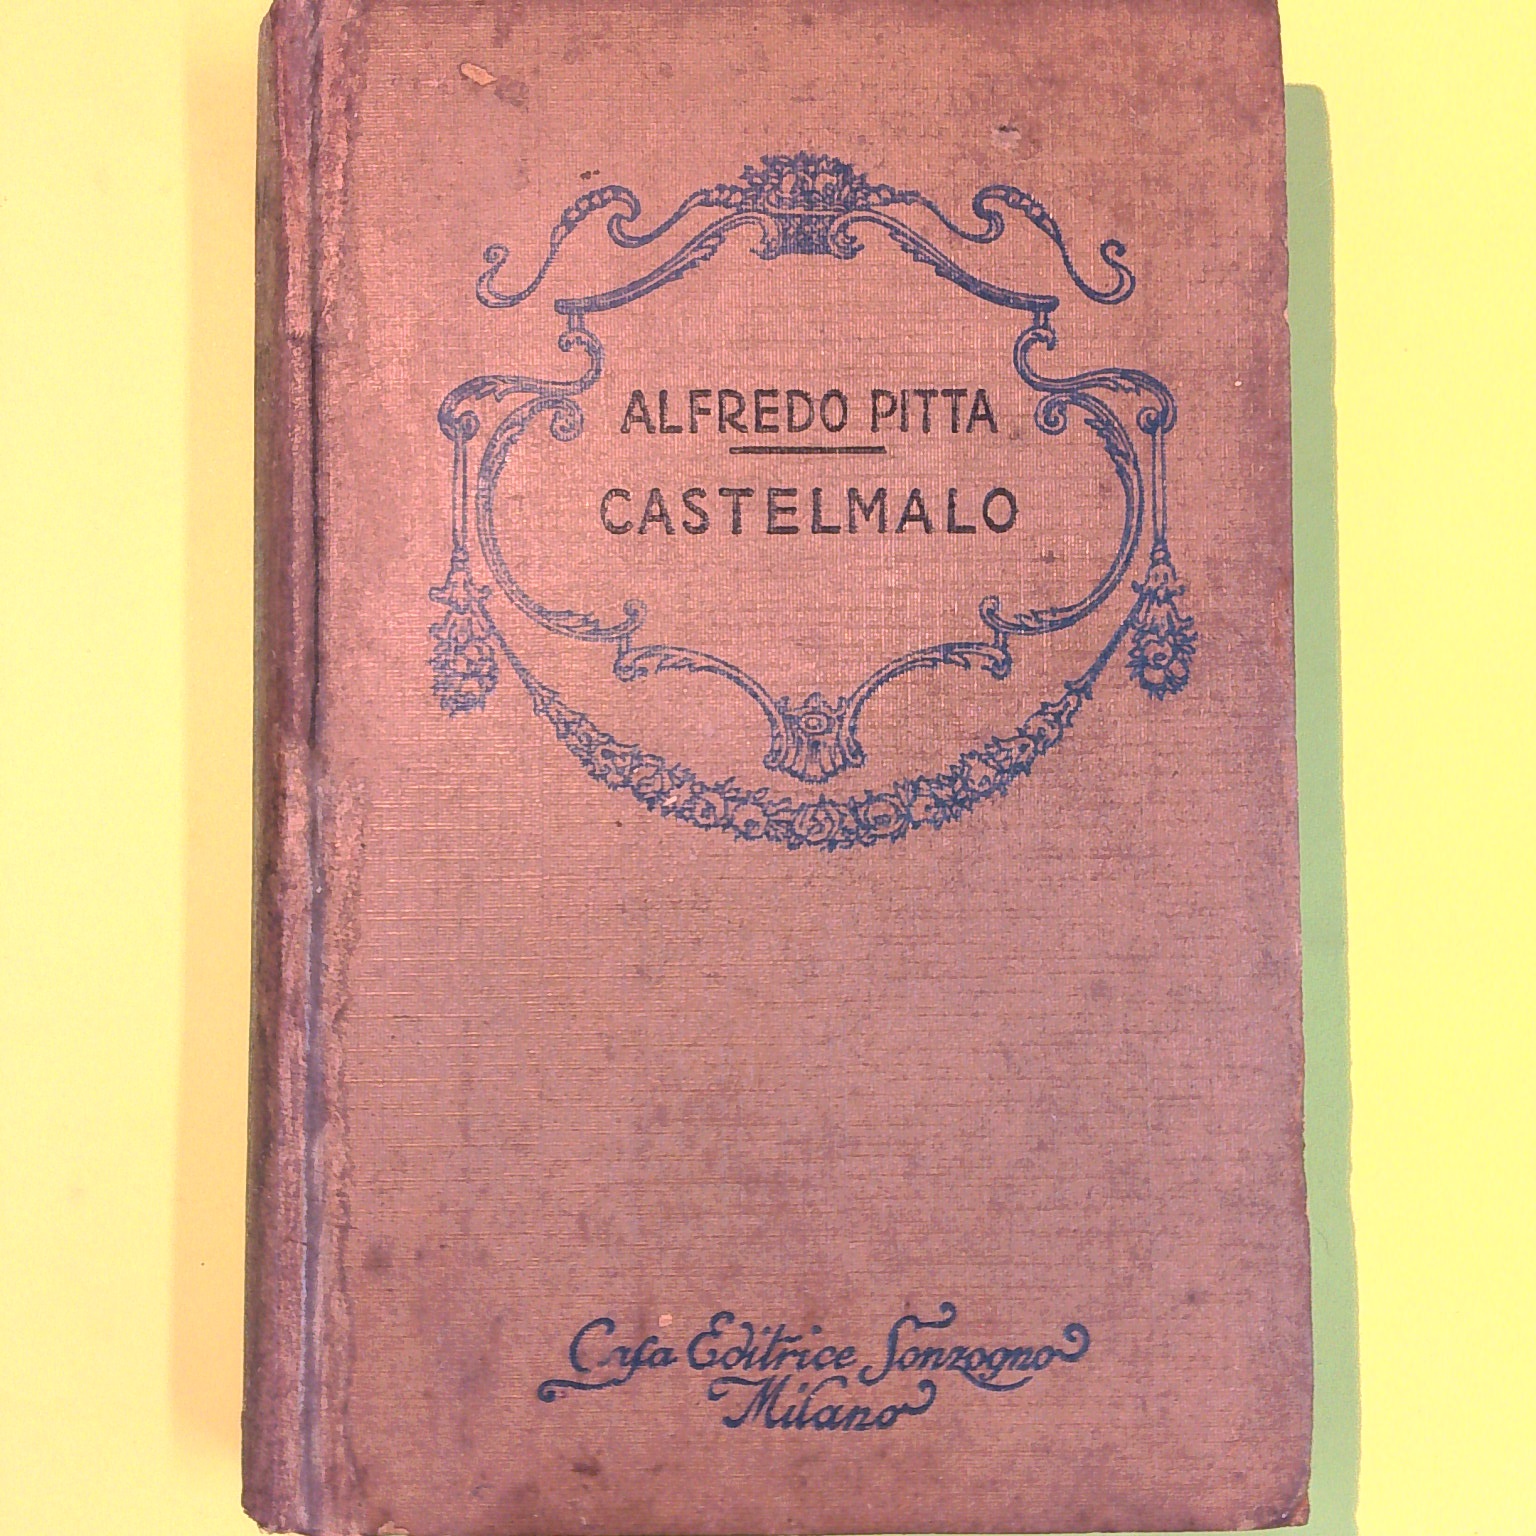 ALFREDO PITTA
CASTELMALO
Casa Editrice Sonzogno
Milano